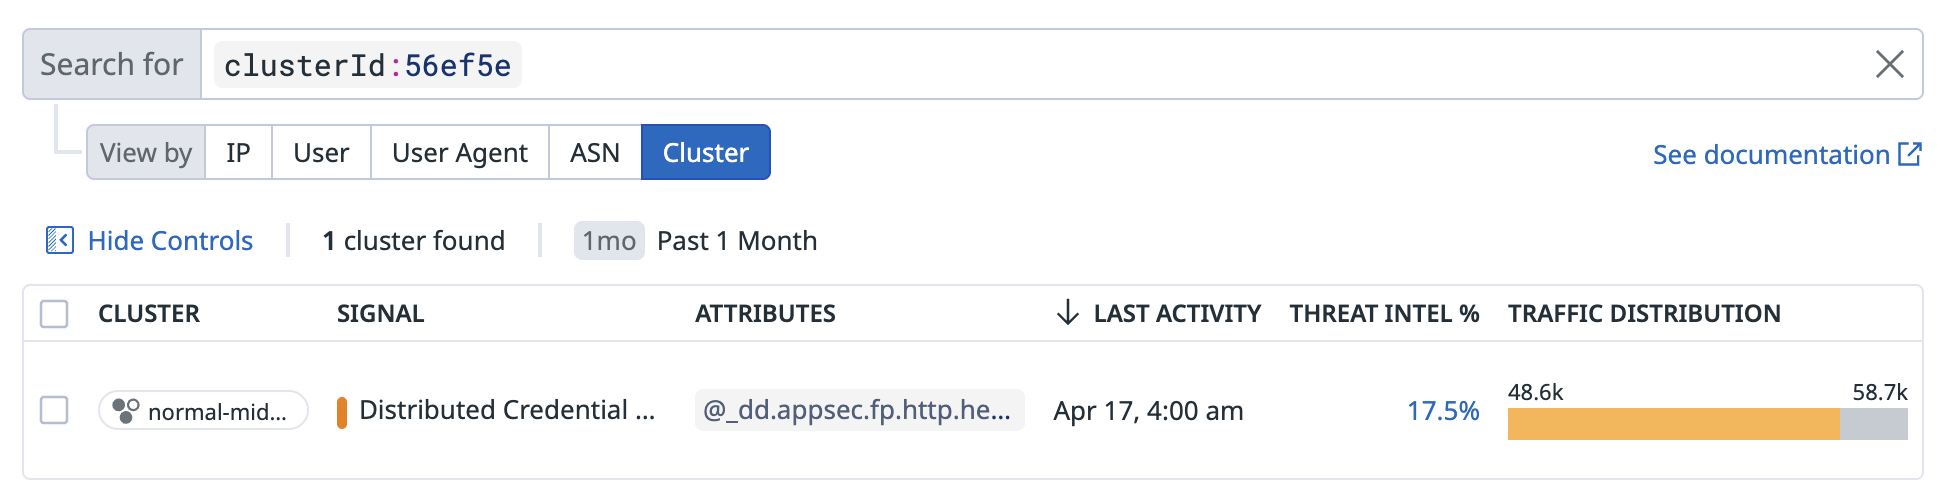 Search for clusterId:56ef5e
View by IP User User Agent ASN Cluster See documentation
Hide Controls 1 cluster found 1mo Past 1 Month
CLUSTER SIGNAL ATTRIBUTES LAST ACTIVITY THREAT INTEL % TRAFFIC DISTRIBUTION
48.6k 58.7k
normal-mid... Distributed Credential ... @_dd.appsec.fp.http.he... Apr 17, 4:00 am 17.5%